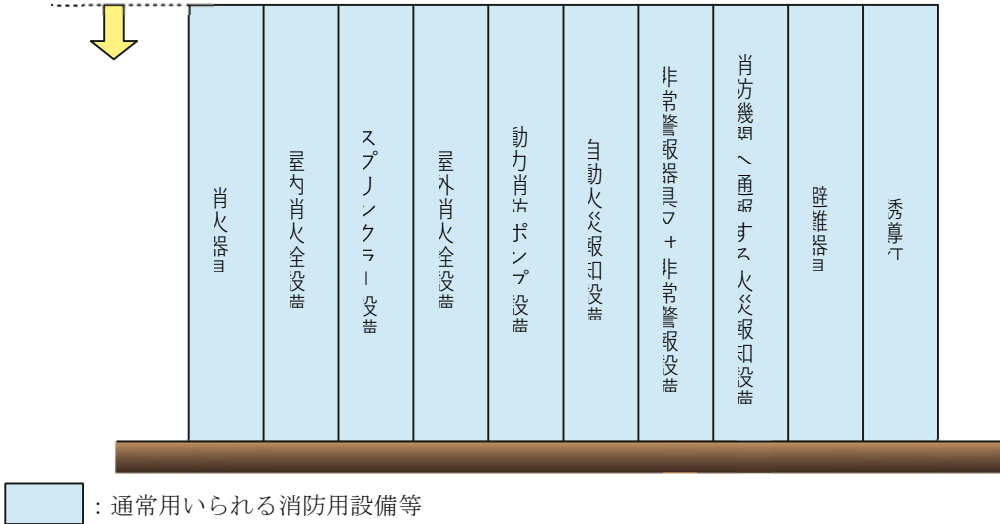 消火器具
屋内消火栓設備
スプリンクラー設備
屋外消火栓設備
動力消防ポンプ設備
自動火災報知設備
非常警報器具又は非常警報設備
消防機関へ通報する火災報知設備
避難器具
誘導灯
：通常用いられる消防用設備等